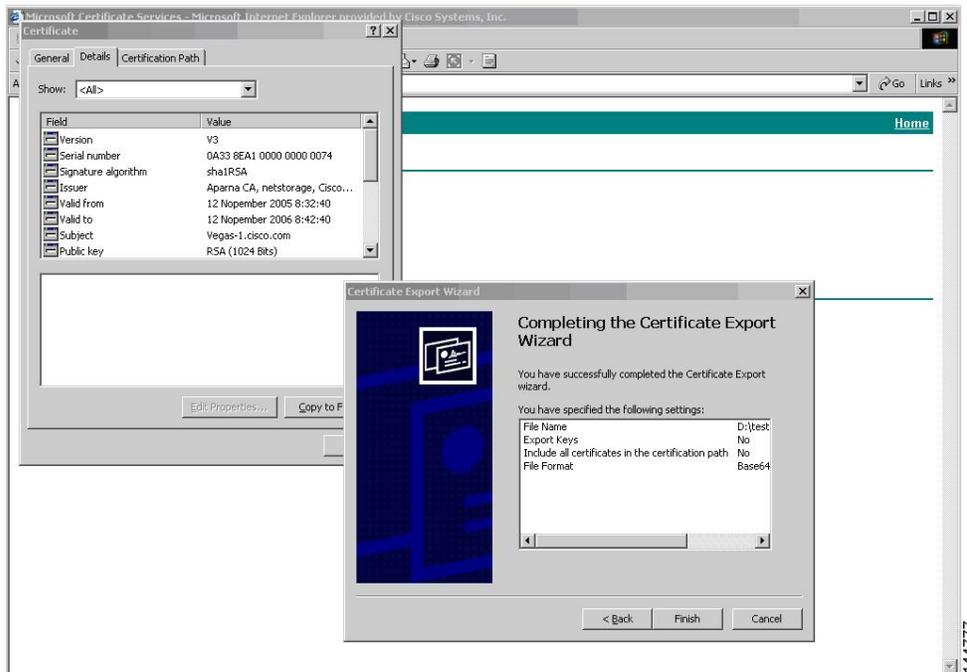 Microsoft Certificate Services - Microsoft Internet Explorer provided by Cisco Systems, Inc.
Certificate
General Details Certification Path
Show: <All>
Field Value
Version V3
Serial number 0A33 8EA1 0000 0000 0074
Signature algorithm sha1RSA
Issuer Aparna CA, netstorage, Cisco...
Valid from 12 Nopember 2005 8:32:40
Valid to 12 Nopember 2006 8:42:40
Subject Vegas-1.cisco.com
Public key RSA (1024 Bits)
Edit Properties... Copy to F
Go Links »
Home
Certificate Export Wizard
Completing the Certificate Export
Wizard
You have successfully completed the Certificate Export
wizard.
You have specified the following settings:
File Name D:\test
Export Keys No
Include all certificates in the certification path No
File Format Base64
< Back Finish Cancel